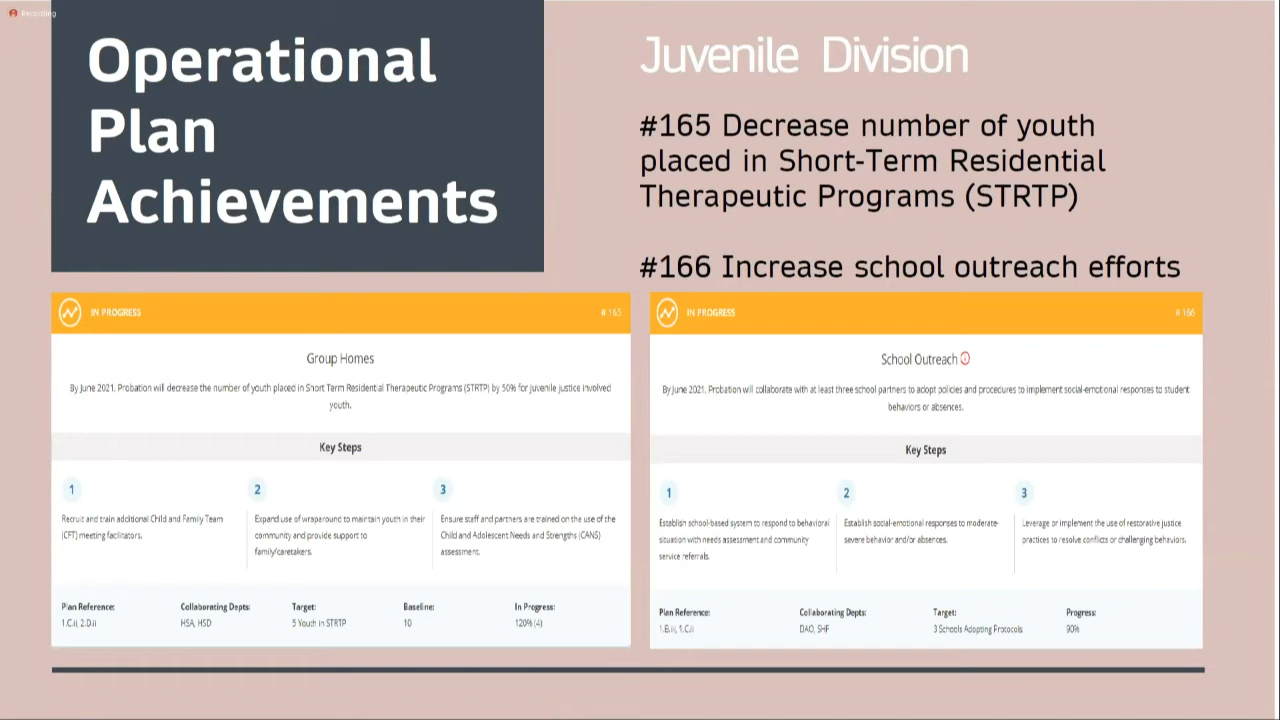 Recording
Operational
Plan
Achievements
Juvenile Division
#165 Decrease number of youth
placed in Short-Term Residential
Therapeutic Programs (STRTP)
#166 Increase school outreach efforts
IN PROGRESS # 165
Group Homes
By June 2021, Probation will decrease the number of youth placed in Short Term Residential Therapeutic Programs (STRTP) by 50% for juvenile justice involved
youth.
Key Steps
1
Recruit and train additional Child and Family Team
(CFT) meeting facilitators.
2
Expand use of wraparound to maintain youth in their
community and provide support to
family/caretakers.
3
Ensure staff and partners are trained on the use of the
Child and Adolescent Needs and Strengths (CANS)
assessment.
Plan Reference: Collaborating Depts: Target: Baseline: In Progress:
1.C.ii, 2.D.ii HSA, HSD 5 Youth in STRTP 10 120% (4)
IN PROGRESS # 166
School Outreach
By June 2021, Probation will collaborate with at least three school partners to adopt policies and procedures to implement social-emotional responses to student
behaviors or absences.
Key Steps
1
Establish school-based system to respond to behavioral
situation with needs assessment and community
service referrals.
2
Establish social-emotional responses to moderate-
severe behavior and/or absences.
3
Leverage or implement the use of restorative justice
practices to resolve conflicts or challenging behaviors.
Plan Reference: Collaborating Depts: Target: Progress:
1.B.iii, 1.C.ii DAO, SHF 3 Schools Adopting Protocols 90%